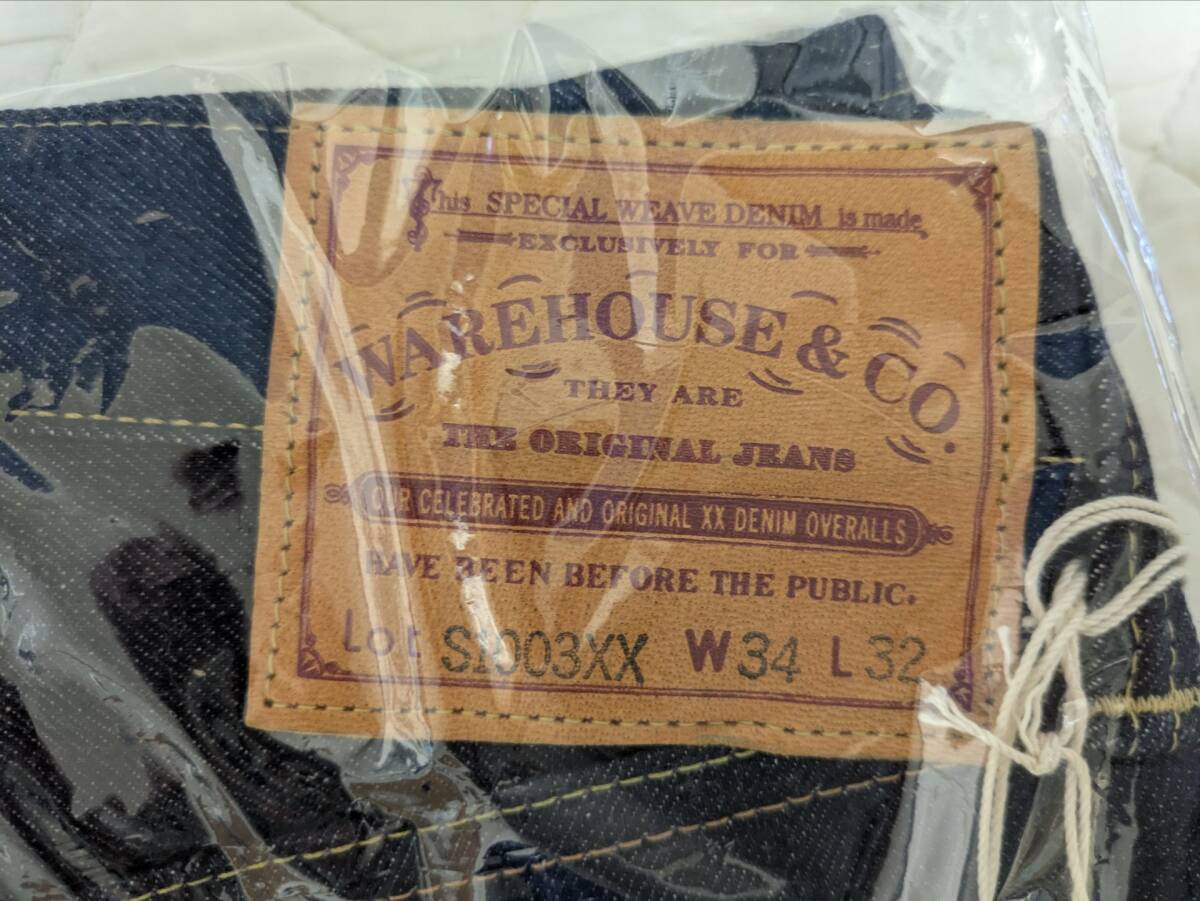 This SPECIAL WEAVE DENIM is made
EXCLUSIVELY FOR
WAREHOUSE & CO.
THEY ARE
THE ORIGINAL JEANS
OUR CELEBRATED AND ORIGINAL XX DENIM OVERALLS
HAVE BEEN BEFORE THE PUBLIC.
Lot S1003XX W34 L32